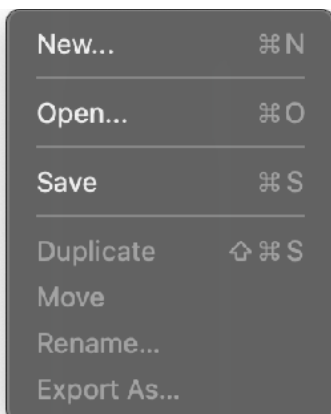 New... ⌘N
Open... ⌘O
Save ⌘S
Duplicate ⇧⌘S
Move
Rename...
Export As...